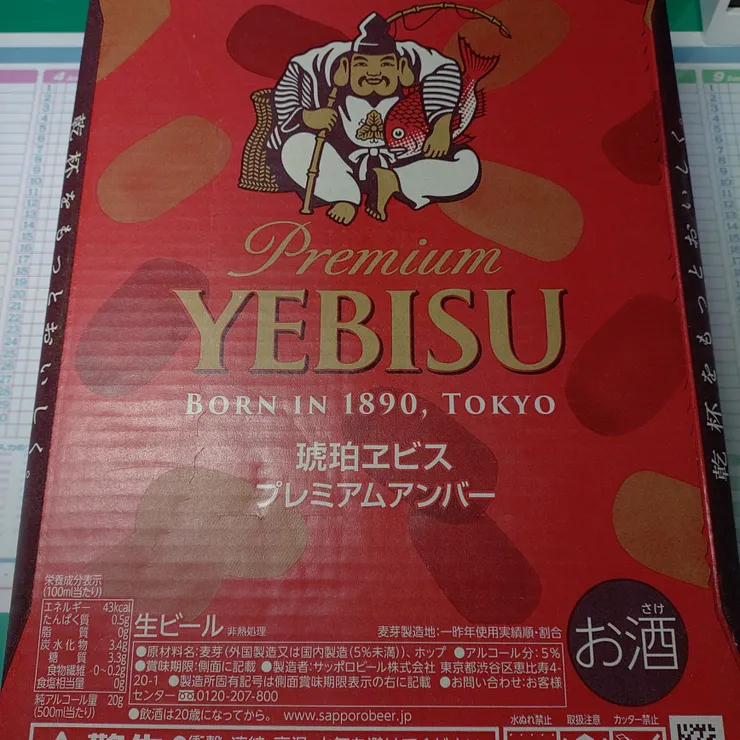 Premium
YEBISU
BORN IN 1890, TOKYO
琥珀ヱビス
プレミアムアンバー
乾杯をもっとおいしく。
乾杯をもっとおいしく。
栄養成分表示
(100ml当たり)
エネルギー 43kcal
たんぱく質 0.5g
脂質 0g
炭水化物 3.4g
糖質 3.3g
食物繊維 0~0.2g
食塩相当量 0g
純アルコール量 20g
(500ml当たり)
生ビール 非熱処理
麦芽製造地:一昨年使用実績順・割合
●原材料名:麦芽(外国製造又は国内製造(5%未満))、ホップ ●アルコール分:5%
●賞味期限:側面に記載 ●製造者:サッポロビール株式会社 東京都渋谷区恵比寿4-
20-1 ●製造所固有記号は側面賞味期限表示の右に記載 ●お問い合わせ:お客様
センター 0120-207-800
●飲酒は20歳になってから。 www.sapporobeer.jp
さけ
お酒
水ぬれ禁止 取扱注意 カッター禁止